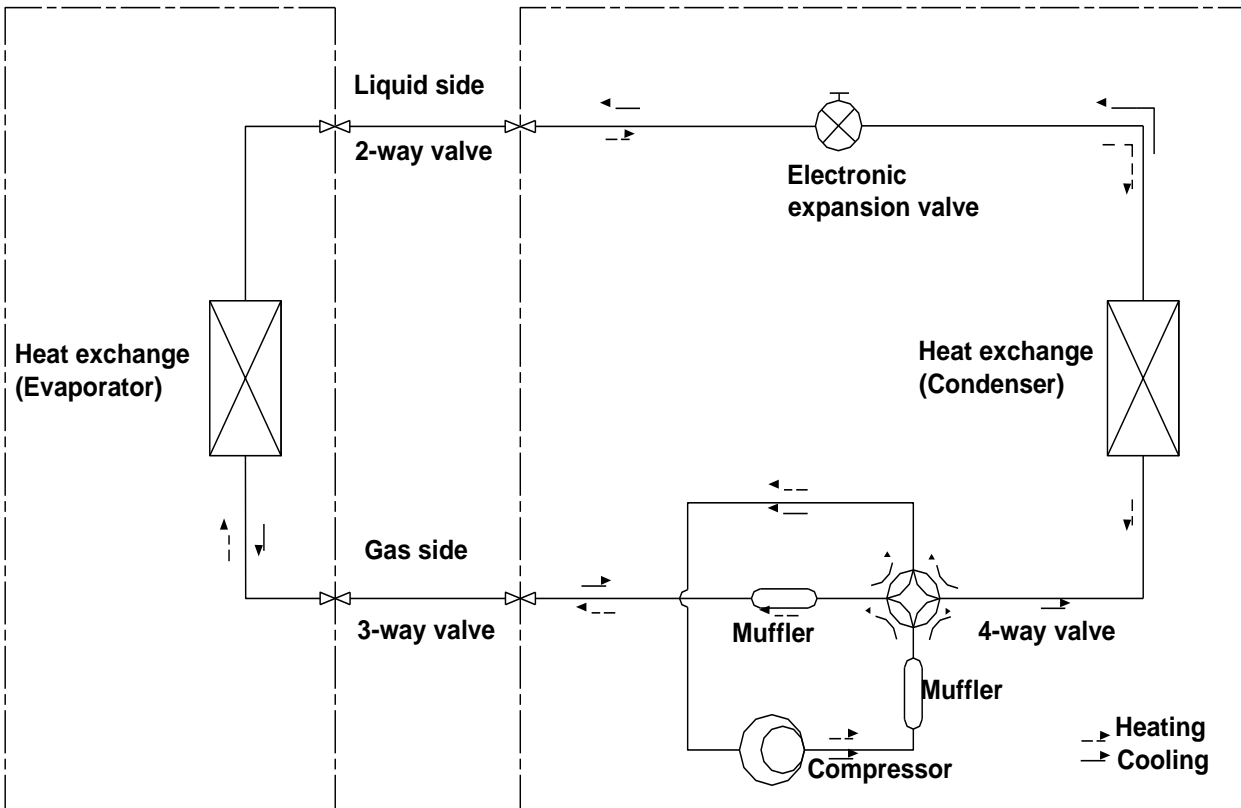 Liquid side
2-way valve
Electronic
expansion valve
Heat exchange
(Evaporator)
Heat exchange
(Condenser)
Gas side
3-way valve
Muffler
4-way valve
Muffler
Compressor
Heating
Cooling